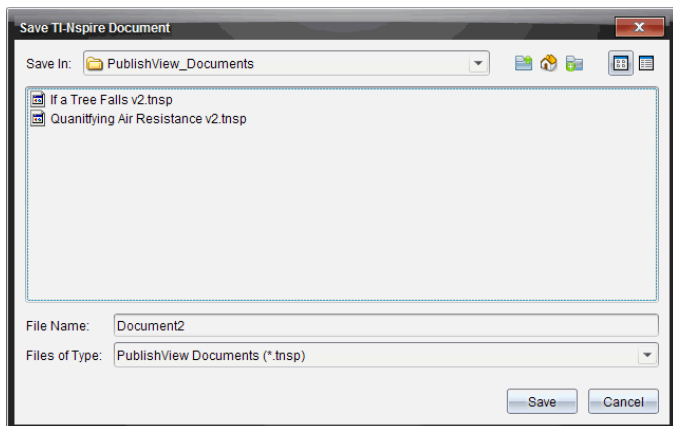 Save TI-Nspire Document
Save In: PublishView_Documents
If a Tree Falls v2.tnsp
Quanitfying Air Resistance v2.tnsp
File Name: Document2
Files of Type: PublishView Documents (*.tnsp)
Save Cancel